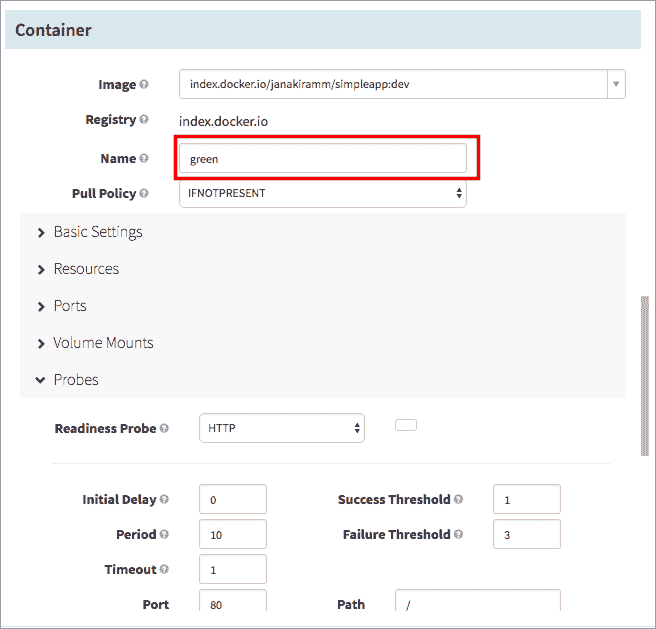 Container
Image index.docker.io/janakiramm/simpleapp:dev
Registry index.docker.io
Name green
Pull Policy IFNOTPRESENT
Basic Settings
Resources
Ports
Volume Mounts
Probes
Readiness Probe HTTP
Initial Delay 0 Success Threshold 1
Period 10 Failure Threshold 3
Timeout 1
Port 80 Path /